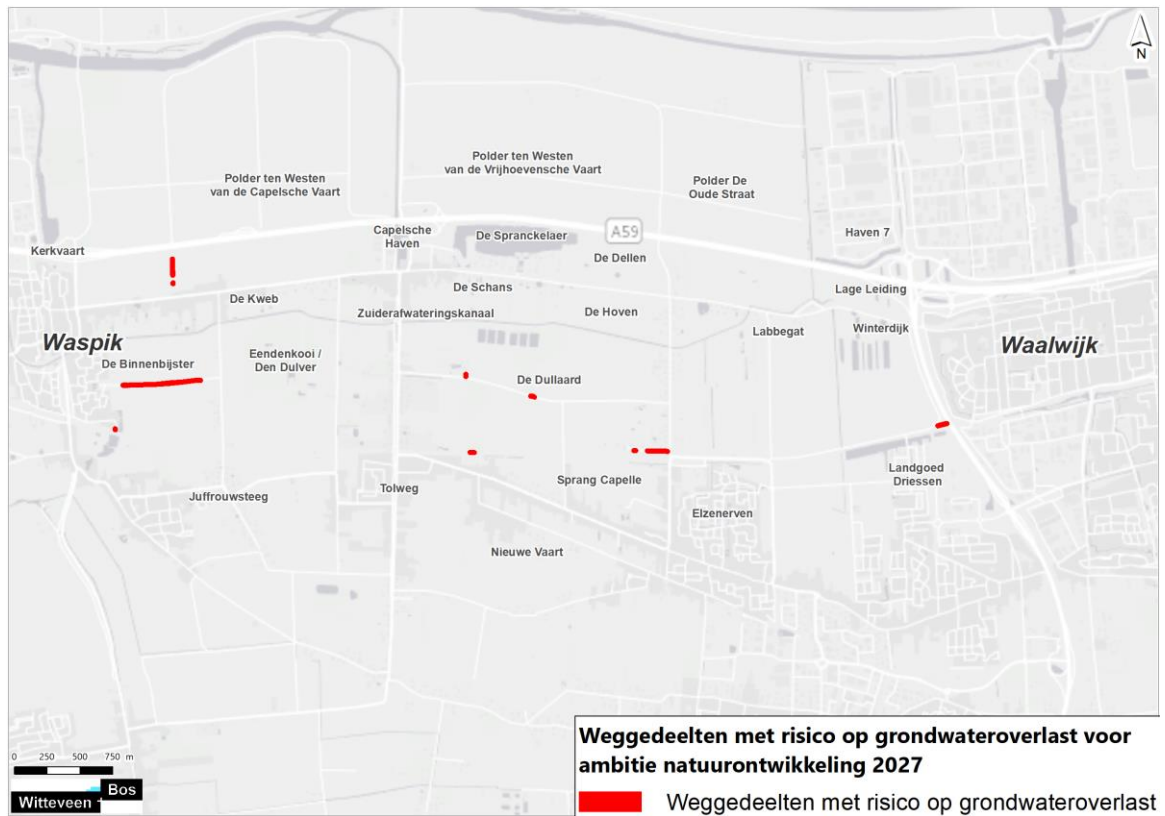 N
Polder ten Westen
van de Vrijhoevensche Vaart
Polder ten Westen
van de Capelsche Vaart
Polder De
Oude Straat
Capelsche
Haven
De Spranckelaer
A59
Haven 7
Kerkvaart
De Dellen
De Schans
Lage Leiding
De Kweb
Zuiderafwateringskanaal
De Hoven
Labbegat
Winterdijk
Waspik
Waalwijk
De Binnenbijster
Eendenkooi /
Den Dulver
De Dullaard
Sprang Capelle
Landgoed
Driessen
Juffrouwsteeg
Tolweg
Elzenerven
Nieuwe Vaart
0 250 500 750 m
Witteveen + Bos
Weggedeelten met risico op grondwateroverlast voor
ambitie natuurontwikkeling 2027
Weggedeelten met risico op grondwateroverlast